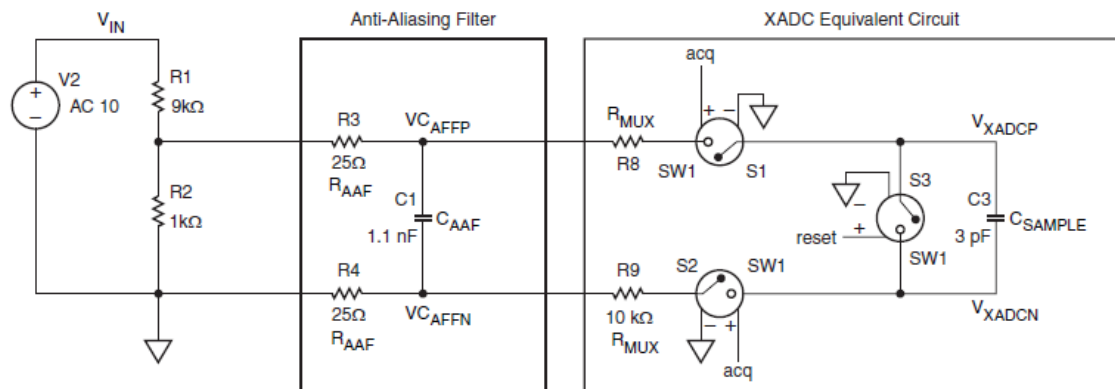 Anti-Aliasing Filter
XADC Equivalent Circuit
V_IN
V2
+
−
AC 10
R1
9kΩ
R2
1kΩ
R3
25Ω
R_AAF
VC_AFFP
C1
C_AAF
1.1 nF
R4
25Ω
R_AAF
VC_AFFN
acq
+ −
R_MUX
R8
SW1
S1
V_XADCP
S3
−
+
reset
SW1
C3
C_SAMPLE
3 pF
R9
10 kΩ
R_MUX
S2
SW1
− +
acq
V_XADCN